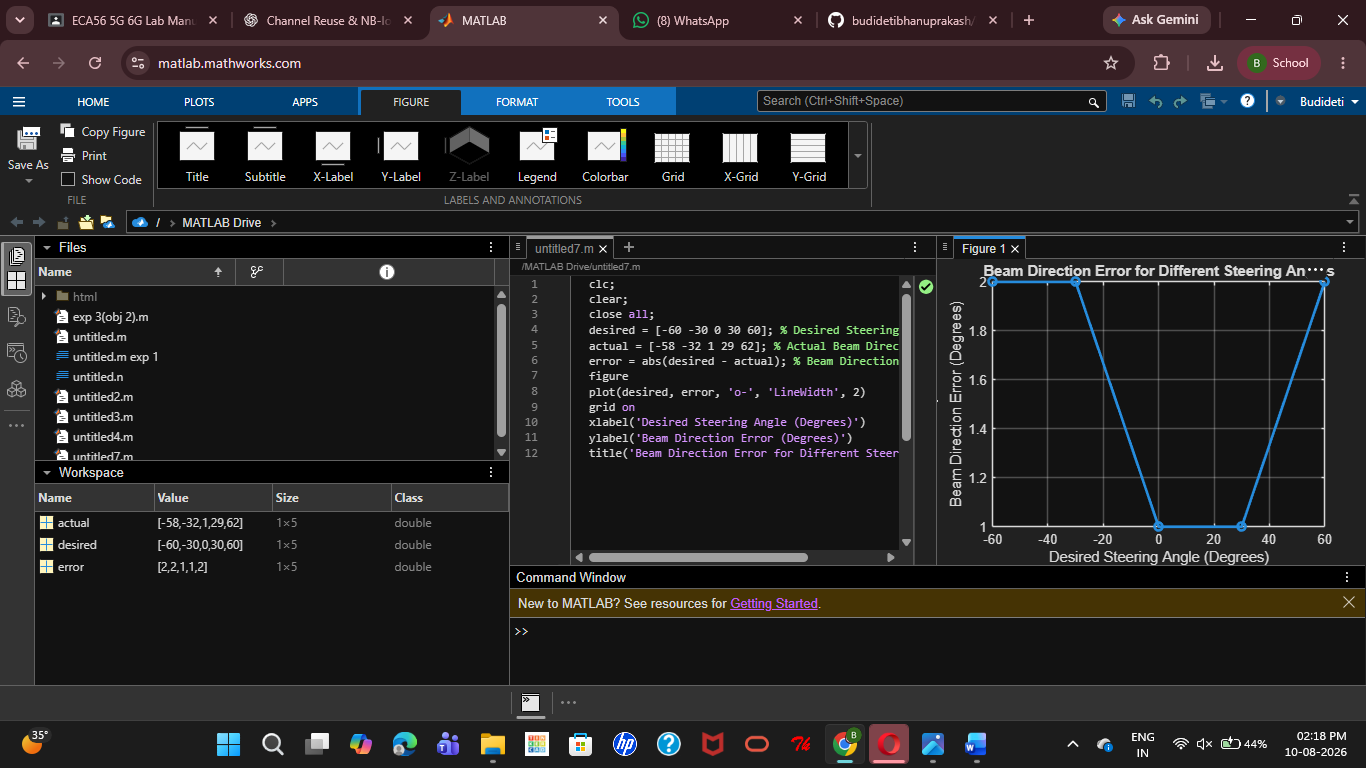 ECA56 5G 6G Lab Manu
Channel Reuse & NB-Io
MATLAB
(8) WhatsApp
budidetibhanuprakash/
Ask Gemini
matlab.mathworks.com
B School
HOME
PLOTS
APPS
FIGURE
FORMAT
TOOLS
Search (Ctrl+Shift+Space)
Budideti
Save As
Copy Figure
Print
Show Code
FILE
Title
Subtitle
X-Label
Y-Label
Z-Label
Legend
Colorbar
Grid
X-Grid
Y-Grid
LABELS AND ANNOTATIONS
/ > MATLAB Drive >
Files
Name
html
exp 3(obj 2).m
untitled.m
untitled.m exp 1
untitled.n
untitled2.m
untitled3.m
untitled4.m
untitled7.m
Workspace
Name Value Size Class
actual [-58,-32,1,29,62] 1×5 double
desired [-60,-30,0,30,60] 1×5 double
error [2,2,1,1,2] 1×5 double
untitled7.m
/MATLAB Drive/untitled7.m
1 clc;
2 clear;
3 close all;
4 desired = [-60 -30 0 30 60]; % Desired Steering
5 actual = [-58 -32 1 29 62]; % Actual Beam Direc
6 error = abs(desired - actual); % Beam Direction
7 figure
8 plot(desired, error, 'o-', 'LineWidth', 2)
9 grid on
10 xlabel('Desired Steering Angle (Degrees)')
11 ylabel('Beam Direction Error (Degrees)')
12 title('Beam Direction Error for Different Steer
Figure 1
Beam Direction Error for Different Steering An···s
Beam Direction Error (Degrees)
2
1.8
1.6
1.4
1.2
1
-60 -40 -20 0 20 40 60
Desired Steering Angle (Degrees)
Command Window
New to MATLAB? See resources for Getting Started.
>>
35°
ENG
IN
44%
02:18 PM
10-08-2026